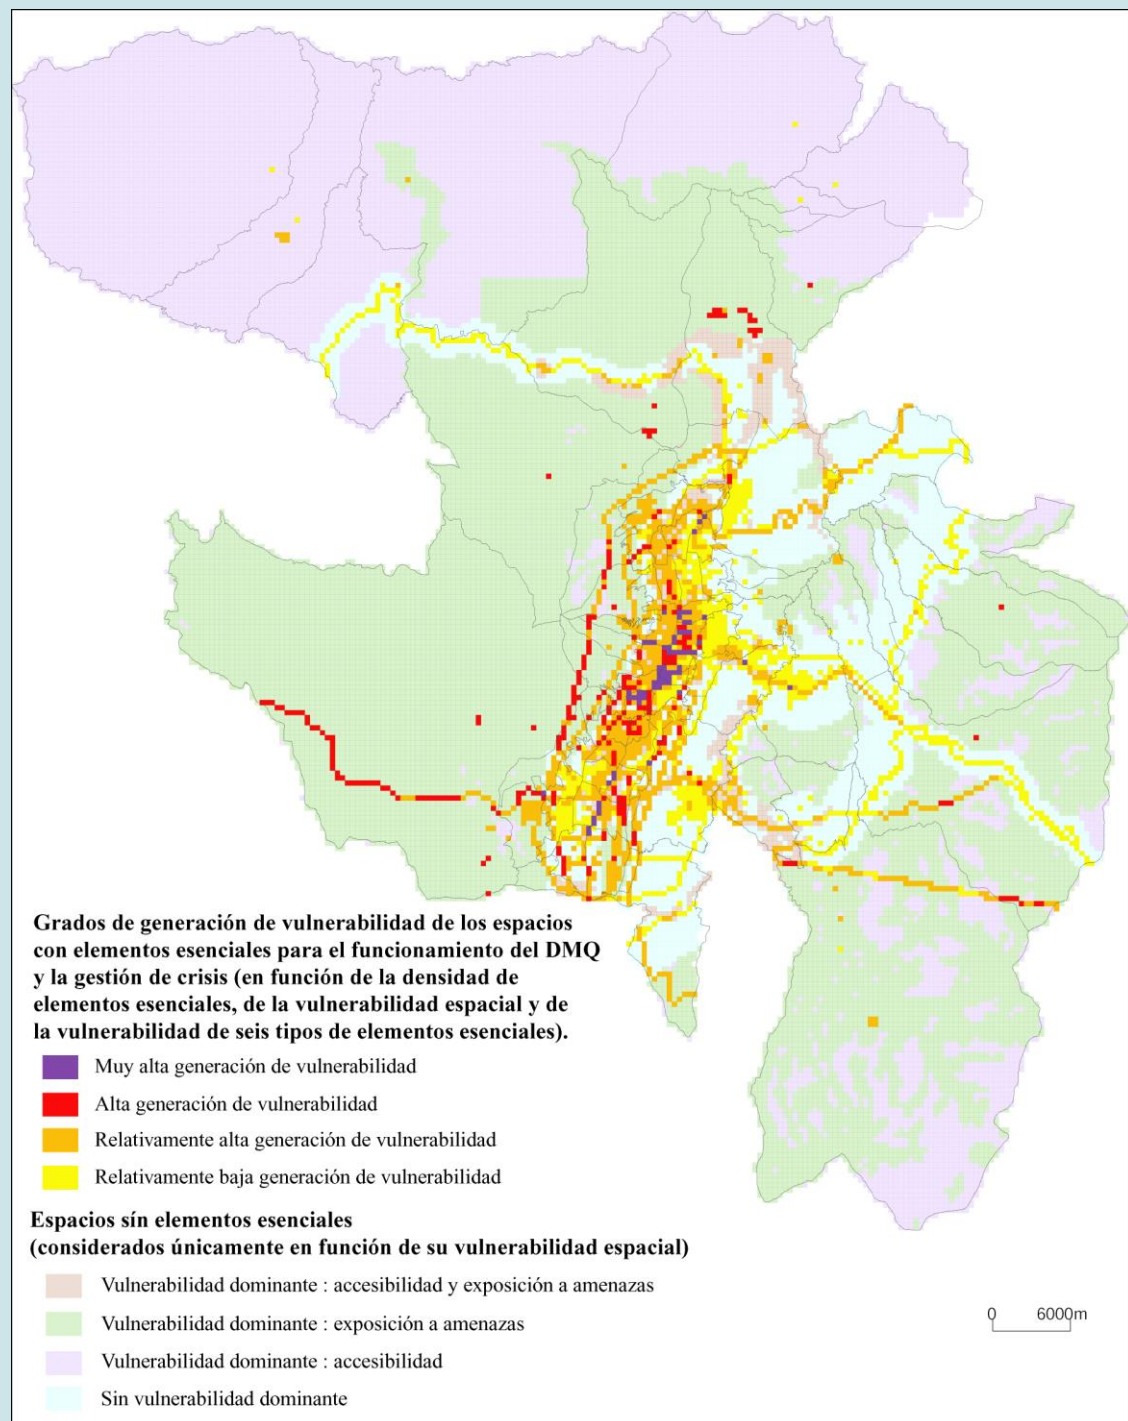 Grados de generación de vulnerabilidad de los espacios
con elementos esenciales para el funcionamiento del DMQ
y la gestión de crisis (en función de la densidad de
elementos esenciales, de la vulnerabilidad espacial y de
la vulnerabilidad de seis tipos de elementos esenciales).
Muy alta generación de vulnerabilidad
Alta generación de vulnerabilidad
Relativamente alta generación de vulnerabilidad
Relativamente baja generación de vulnerabilidad
Espacios sín elementos esenciales
(considerados únicamente en función de su vulnerabilidad espacial)
Vulnerabilidad dominante : accesibilidad y exposición a amenazas
Vulnerabilidad dominante : exposición a amenazas
Vulnerabilidad dominante : accesibilidad
Sin vulnerabilidad dominante
0 6000m